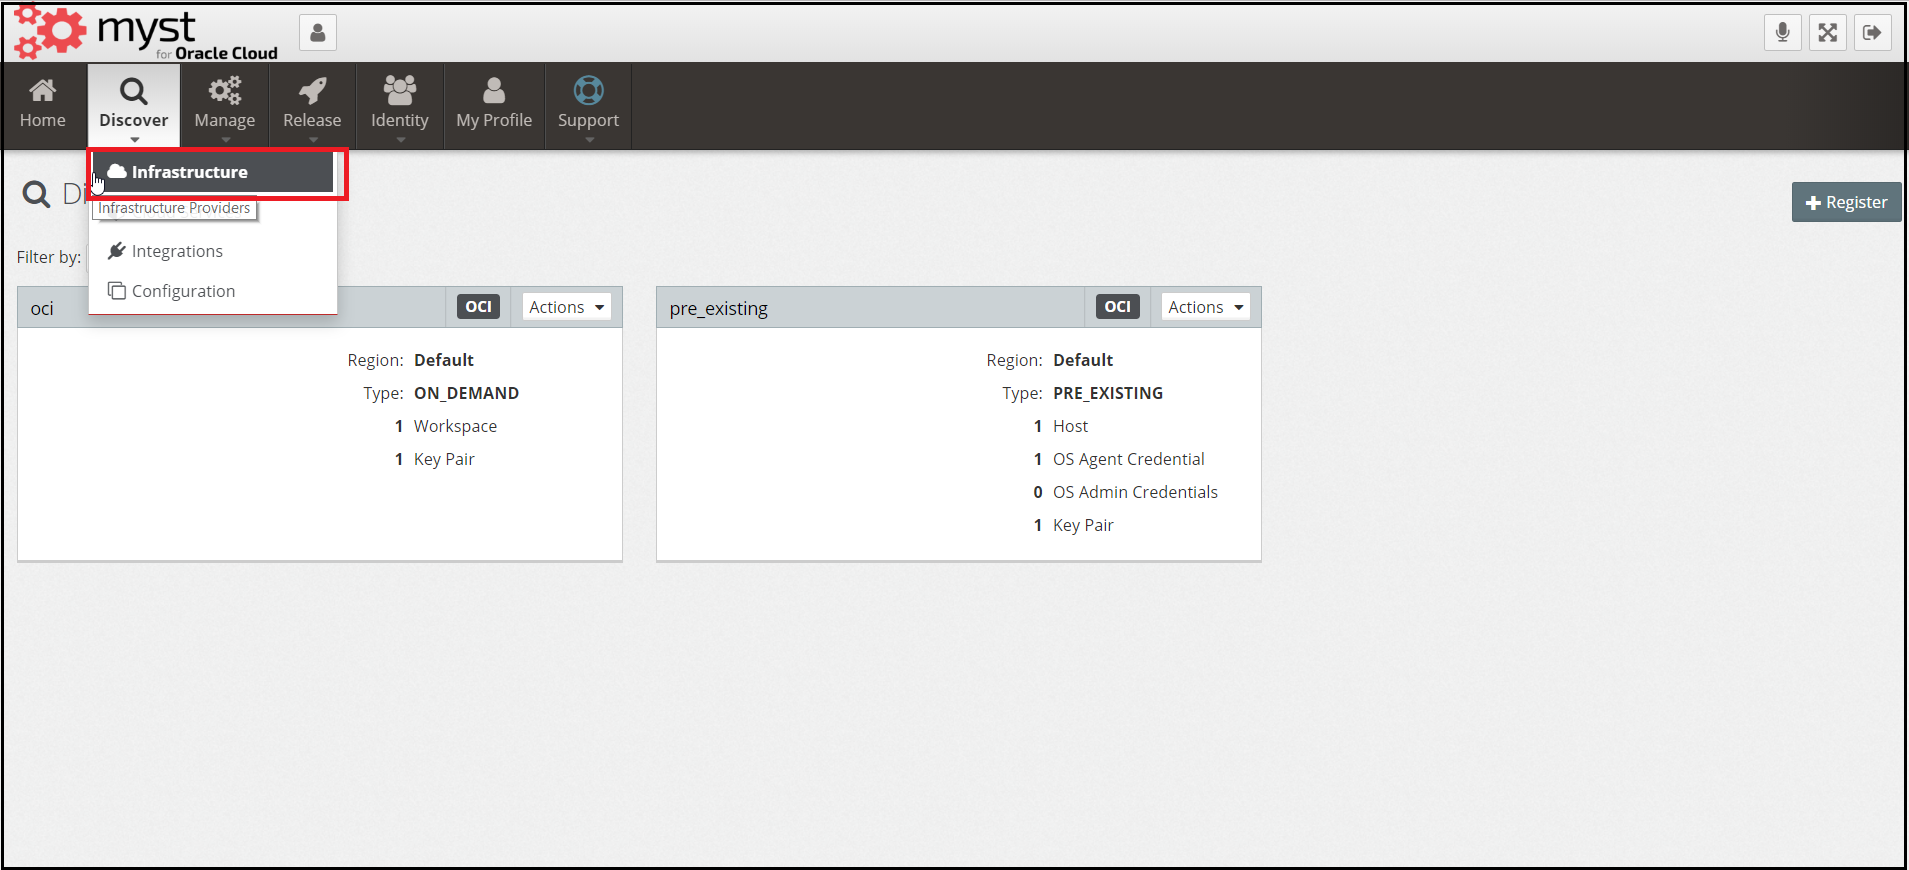 myst
for Oracle Cloud
Home
Discover
Manage
Release
Identity
My Profile
Support
Infrastructure
Infrastructure Providers
Integrations
Configuration
Register
Filter by:
oci
OCI
Actions
Region: Default
Type: ON_DEMAND
1 Workspace
1 Key Pair
pre_existing
OCI
Actions
Region: Default
Type: PRE_EXISTING
1 Host
1 OS Agent Credential
0 OS Admin Credentials
1 Key Pair